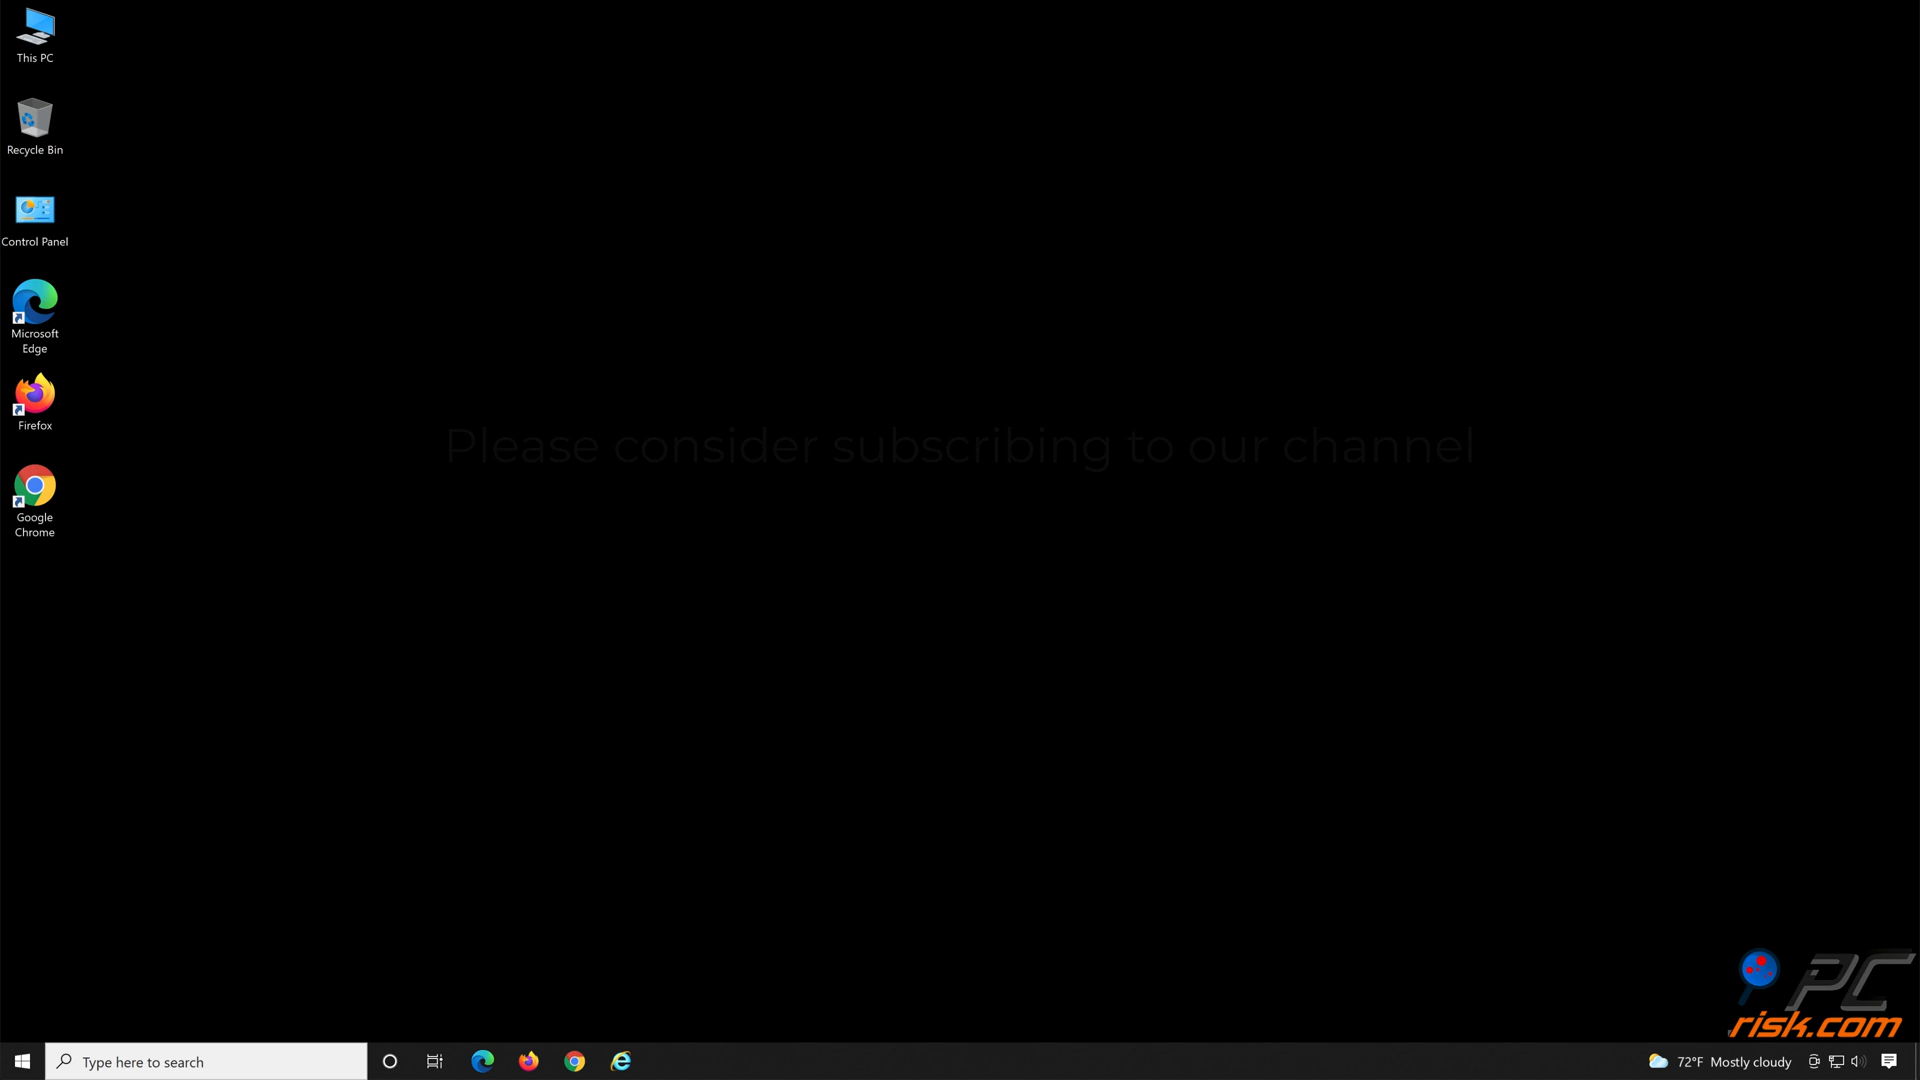 This PC
Recycle Bin
Control Panel
Microsoft
Edge
Firefox
Google
Chrome
Please consider subscribing to our channel
PC
risk.com
Type here to search
72°F Mostly cloudy